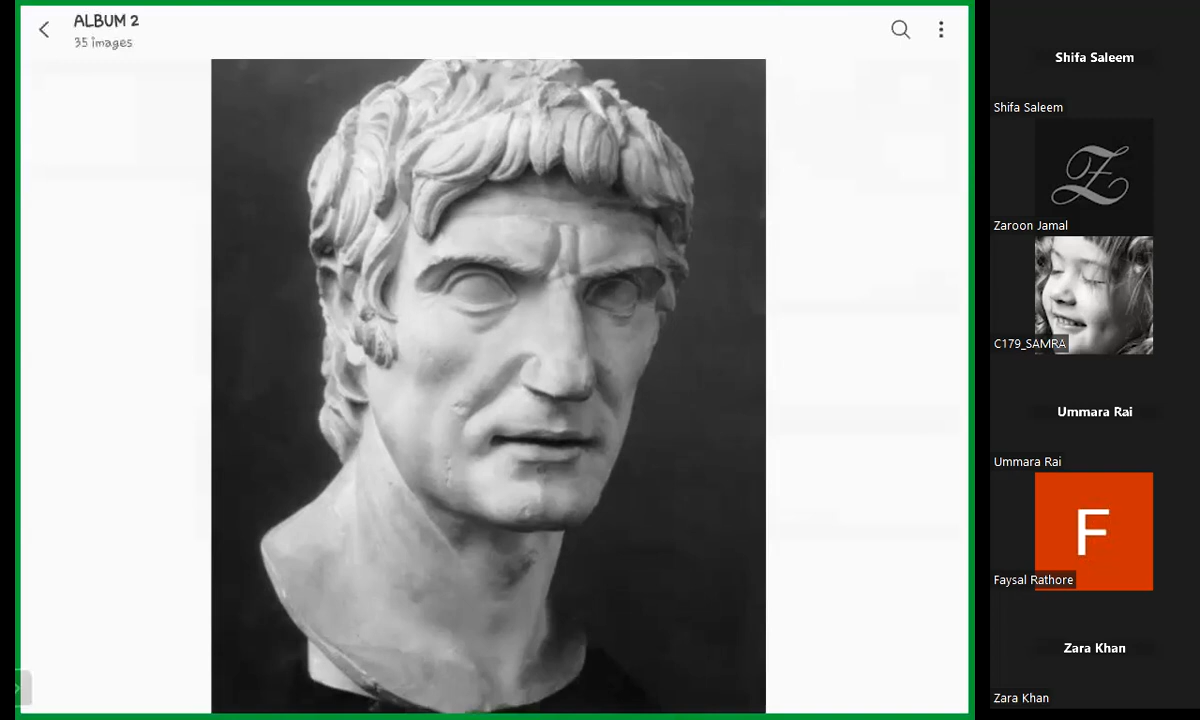 ALBUM 2
35 images
Shifa Saleem
Shifa Saleem
Z
Zaroon Jamal
C179_SAMRA
Ummara Rai
Ummara Rai
F
Faysal Rathore
Zara Khan
Zara Khan